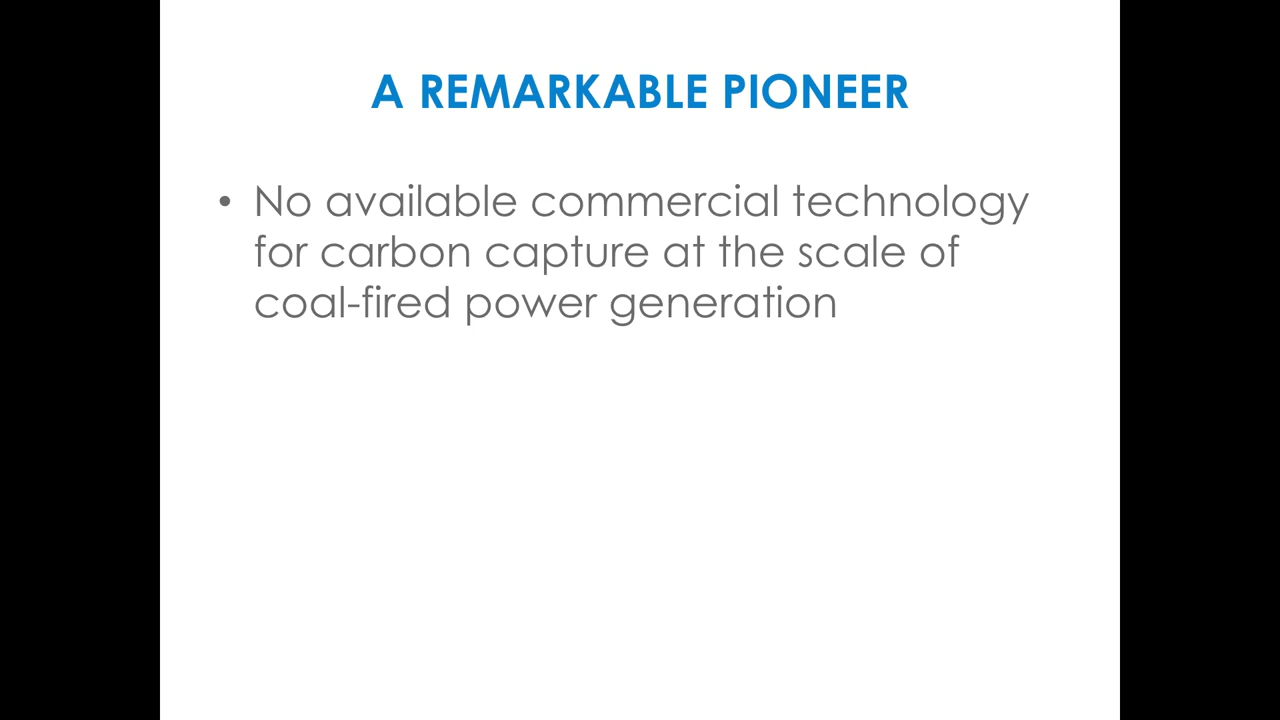 A REMARKABLE PIONEER
• No available commercial technology
for carbon capture at the scale of
coal-fired power generation